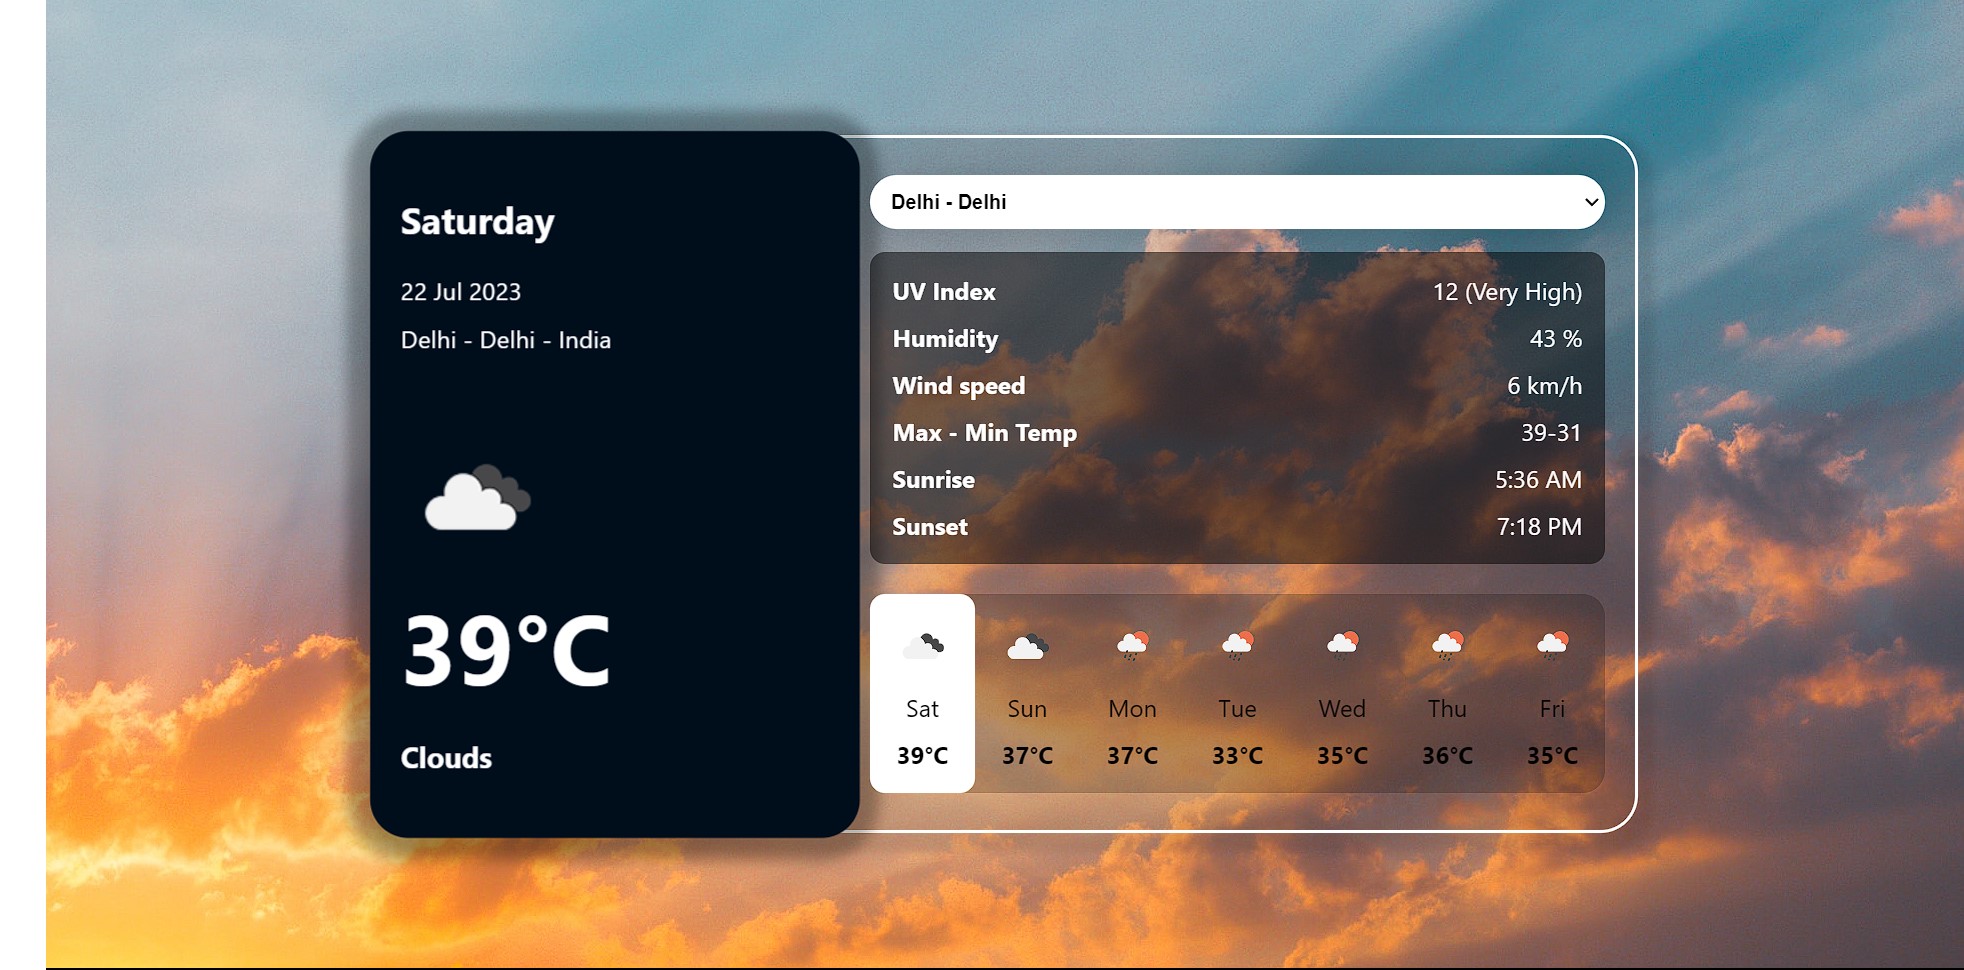 Saturday
22 Jul 2023
Delhi - Delhi - India
39°C
Clouds
Delhi - Delhi
UV Index 12 (Very High)
Humidity 43 %
Wind speed 6 km/h
Max - Min Temp 39-31
Sunrise 5:36 AM
Sunset 7:18 PM
Sat Sun Mon Tue Wed Thu Fri
39°C 37°C 37°C 33°C 35°C 36°C 35°C